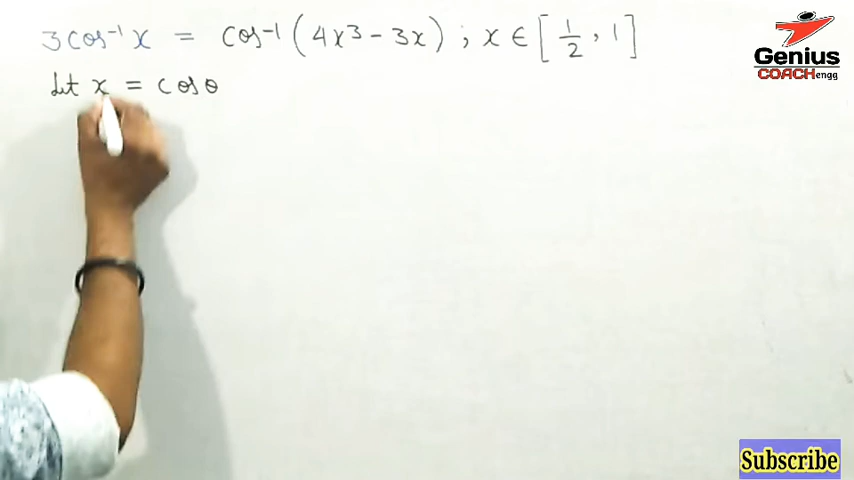 3cos⁻¹x = cos⁻¹(4x³ - 3x) ; x ∈ [1/2, 1]
Let x = cosθ
Genius
COACHengg
Subscribe